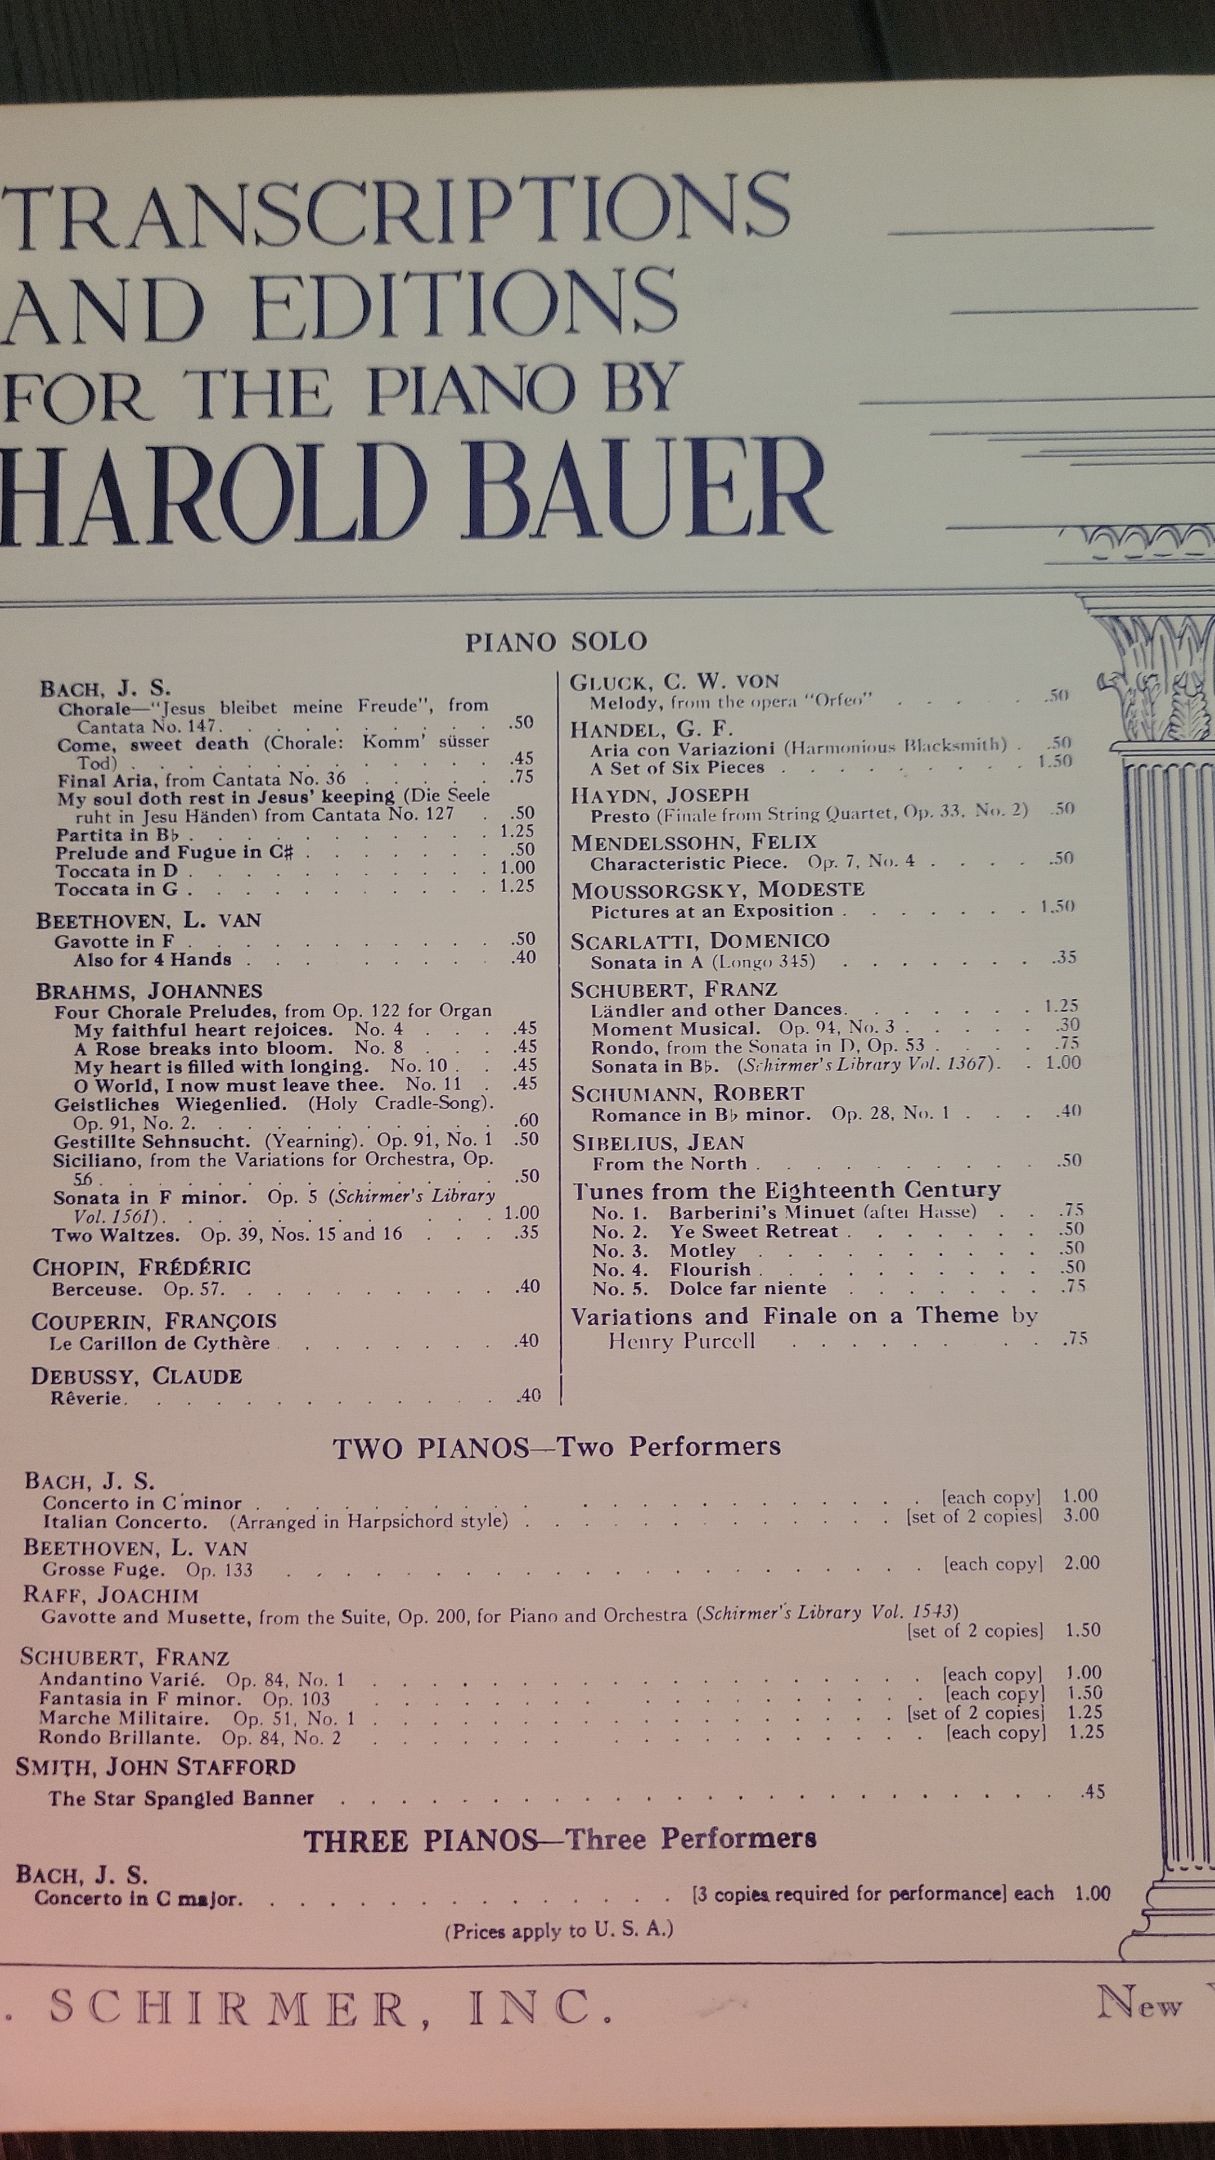 TRANSCRIPTIONS
AND EDITIONS
FOR THE PIANO BY
HAROLD BAUER
PIANO SOLO
BACH, J. S.
Chorale—"Jesus bleibet meine Freude", from
Cantata No. 147. . . . . . . . . .50
Come, sweet death (Chorale: Komm' süsser
Tod) . . . . . . . . . . .45
Final Aria, from Cantata No. 36 . . . . . .75
My soul doth rest in Jesus' keeping (Die Seele
ruht in Jesu Händen) from Cantata No. 127 . .50
Partita in B♭ . . . . . . . . . . 1.25
Prelude and Fugue in C♯ . . . . . . .50
Toccata in D . . . . . . . . . . 1.00
Toccata in G . . . . . . . . . . 1.25
BEETHOVEN, L. VAN
Gavotte in F . . . . . . . . . . .50
Also for 4 Hands . . . . . . . . .40
BRAHMS, JOHANNES
Four Chorale Preludes, from Op. 122 for Organ
My faithful heart rejoices. No. 4 . . . .45
A Rose breaks into bloom. No. 8 . . . .45
My heart is filled with longing. No. 10 . . .45
O World, I now must leave thee. No. 11 . .45
Geistliches Wiegenlied. (Holy Cradle-Song).
Op. 91, No. 2. . . . . . . . . . .60
Gestillte Sehnsucht. (Yearning). Op. 91, No. 1 .50
Siciliano, from the Variations for Orchestra, Op.
56 . . . . . . . . . . . .50
Sonata in F minor. Op. 5 (Schirmer's Library
Vol. 1561). . . . . . . . . . 1.00
Two Waltzes. Op. 39, Nos. 15 and 16 . . . .35
CHOPIN, FRÉDÉRIC
Berceuse. Op. 57. . . . . . . . . .40
COUPERIN, FRANÇOIS
Le Carillon de Cythère . . . . . . . .40
DEBUSSY, CLAUDE
Rêverie. . . . . . . . . . . . .40
GLUCK, C. W. VON
Melody, from the opera "Orfeo" . . . . .50
HANDEL, G. F.
Aria con Variazioni (Harmonious Blacksmith) . .50
A Set of Six Pieces . . . . . . . . . 1.50
HAYDN, JOSEPH
Presto (Finale from String Quartet, Op. 33, No. 2) .50
MENDELSSOHN, FELIX
Characteristic Piece. Op. 7, No. 4 . . . . .50
MOUSSORGSKY, MODESTE
Pictures at an Exposition . . . . . . . 1.50
SCARLATTI, DOMENICO
Sonata in A (Longo 345) . . . . . . . .35
SCHUBERT, FRANZ
Ländler and other Dances. . . . . . . 1.25
Moment Musical. Op. 94, No. 3 . . . . . .30
Rondo, from the Sonata in D, Op. 53 . . . . .75
Sonata in B♭. (Schirmer's Library Vol. 1367). . 1.00
SCHUMANN, ROBERT
Romance in B♭ minor. Op. 28, No. 1 . . . .40
SIBELIUS, JEAN
From the North . . . . . . . . . . .50
Tunes from the Eighteenth Century
No. 1. Barberini's Minuet (after Hasse) . . .75
No. 2. Ye Sweet Retreat . . . . . . . .50
No. 3. Motley . . . . . . . . . . .50
No. 4. Flourish . . . . . . . . . . .50
No. 5. Dolce far niente . . . . . . . .75
Variations and Finale on a Theme by
Henry Purcell . . . . . . . . .75
TWO PIANOS—Two Performers
BACH, J. S.
Concerto in C minor . . . . . . . . . . . . . . . . . . . . . [each copy] 1.00
Italian Concerto. (Arranged in Harpsichord style) . . . . . . . . . . . . . [set of 2 copies] 3.00
BEETHOVEN, L. VAN
Grosse Fuge. Op. 133 . . . . . . . . . . . . . . . . . . . . . [each copy] 2.00
RAFF, JOACHIM
Gavotte and Musette, from the Suite, Op. 200, for Piano and Orchestra (Schirmer's Library Vol. 1543)
[set of 2 copies] 1.50
SCHUBERT, FRANZ
Andantino Varié. Op. 84, No. 1 . . . . . . . . . . . . . . . . . . . [each copy] 1.00
Fantasia in F minor. Op. 103 . . . . . . . . . . . . . . . . . . . [each copy] 1.50
Marche Militaire. Op. 51, No. 1 . . . . . . . . . . . . . . . . . . [set of 2 copies] 1.25
Rondo Brillante. Op. 84, No. 2 . . . . . . . . . . . . . . . . . . . [each copy] 1.25
SMITH, JOHN STAFFORD
The Star Spangled Banner . . . . . . . . . . . . . . . . . . . . . . . . .45
THREE PIANOS—Three Performers
BACH, J. S.
Concerto in C major. . . . . . . . . . . . . . . . [3 copies required for performance] each 1.00
(Prices apply to U. S. A.)
. SCHIRMER, INC. New